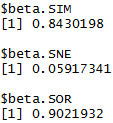 $beta.SIM
[1] 0.8430198
$beta.SNE
[1] 0.05917341
$beta.SOR
[1] 0.9021932